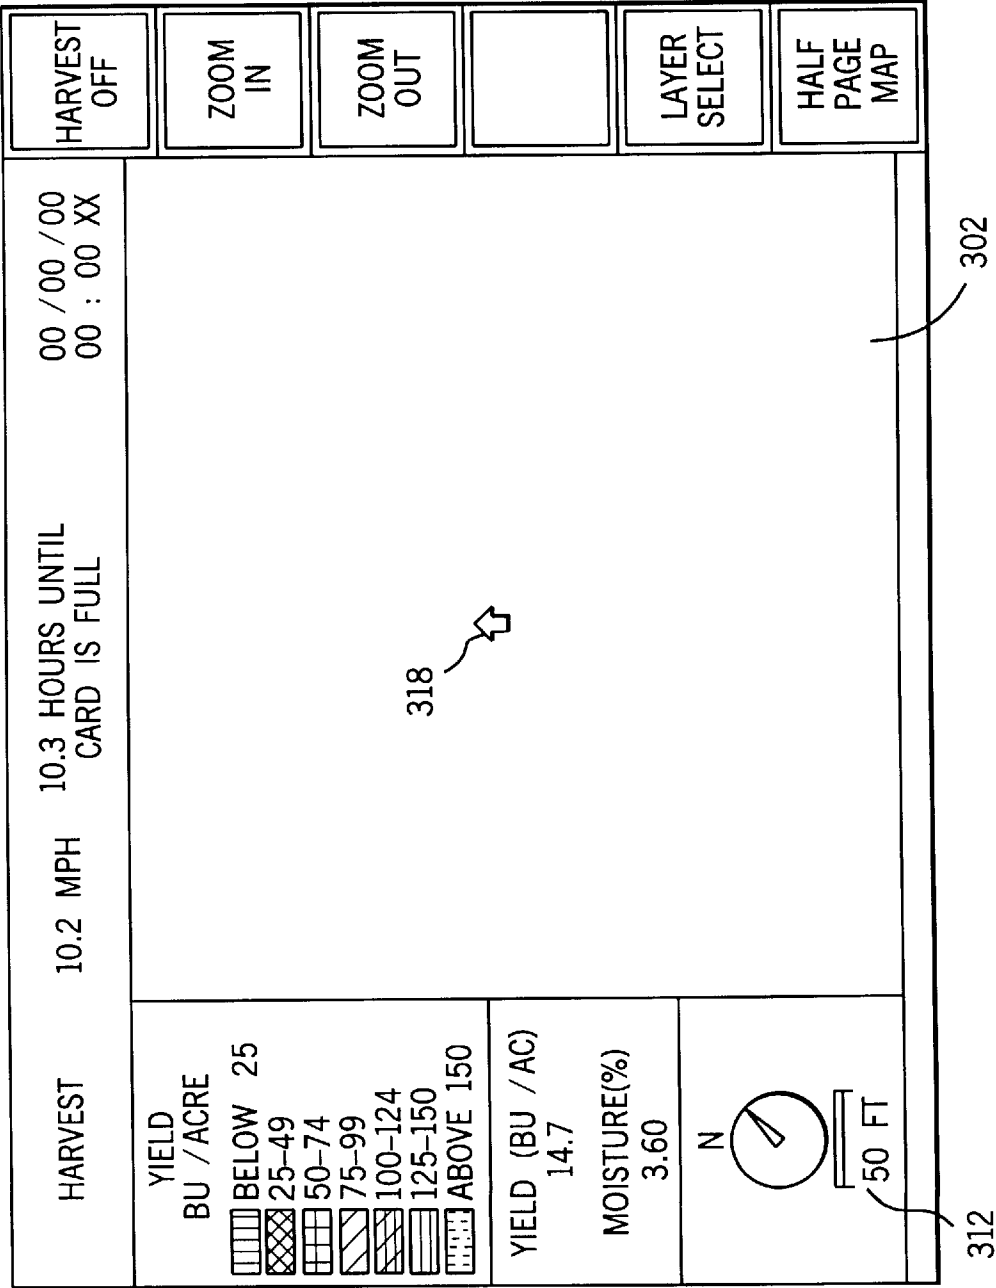 HARVEST
10.2 MPH
10.3 HOURS UNTIL
CARD IS FULL
00 / 00 / 00
00 : 00 XX
HARVEST
OFF
ZOOM
IN
ZOOM
OUT
LAYER
SELECT
HALF
PAGE
MAP
YIELD
BU / ACRE
BELOW 25
25–49
50–74
75–99
100–124
125–150
ABOVE 150
YIELD (BU / AC)
14.7
MOISTURE(%)
3.60
N
50 FT
312
318
302